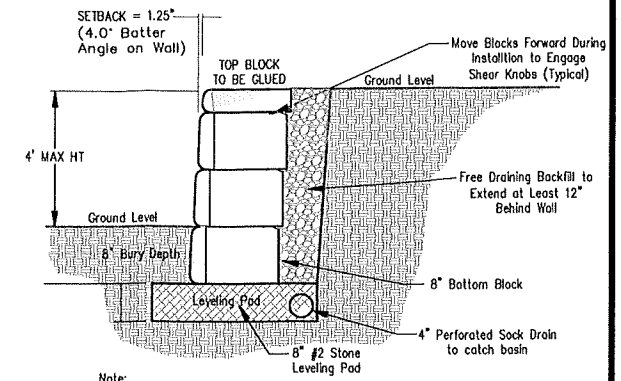 SETBACK = 1.25"
(4.0° Batter
Angle on Wall)
TOP BLOCK
TO BE GLUED
Move Blocks Forward During
Installtion to Engage
Shear Knobs (Typical)
Ground Level
4' MAX HT
Free Draining Backfill to
Extend at Least 12"
Behind Wall
Ground Level
8" Bury Depth
8" Bottom Block
Leveling Pad
4" Perforated Sock Drain
to catch basin
8" #2 Stone
Leveling Pad
Note: